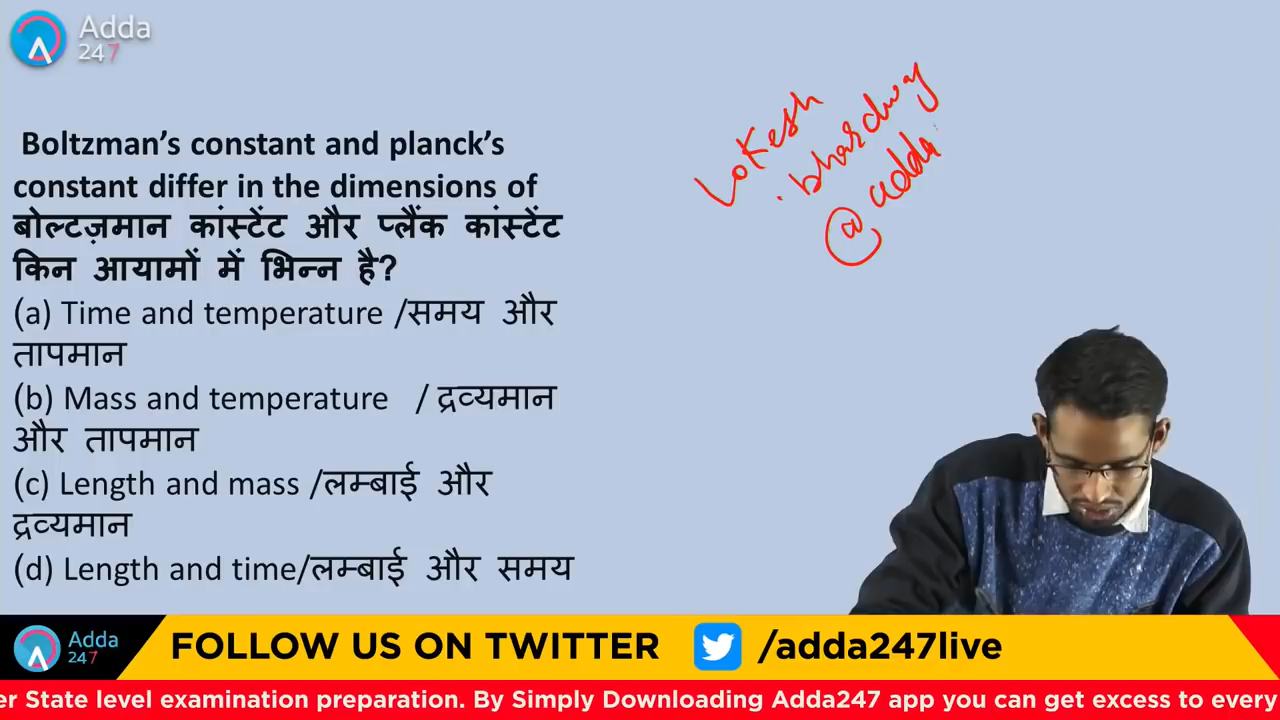 Adda
247
Boltzman's constant and planck's
constant differ in the dimensions of
बोल्टज़मान कांस्टेंट और प्लैंक कांस्टेंट
किन आयामों में भिन्न है?
(a) Time and temperature /समय और
तापमान
(b) Mass and temperature / द्रव्यमान
और तापमान
(c) Length and mass /लम्बाई और
द्रव्यमान
(d) Length and time/लम्बाई और समय
Lokesh
.bhardwaj
@adda
Adda
247
FOLLOW US ON TWITTER /adda247live
er State level examination preparation. By Simply Downloading Adda247 app you can get excess to every